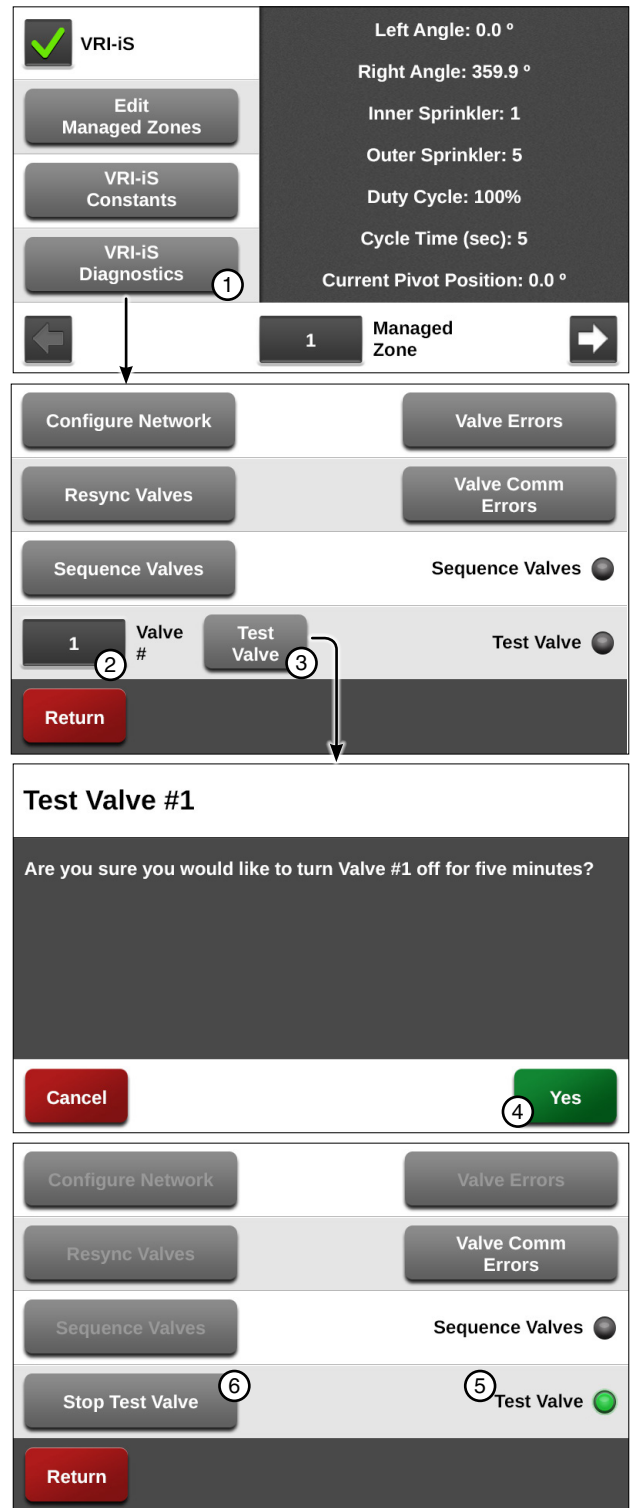 VRI-iS
Edit
Managed Zones
VRI-iS
Constants
VRI-iS
Diagnostics
1
Left Angle: 0.0 º
Right Angle: 359.9 º
Inner Sprinkler: 1
Outer Sprinkler: 5
Duty Cycle: 100%
Cycle Time (sec): 5
Current Pivot Position: 0.0 º
1
Managed
Zone
Configure Network
Valve Errors
Resync Valves
Valve Comm
Errors
Sequence Valves
Sequence Valves
1
2
Valve
#
Test
Valve
3
Test Valve
Return
Test Valve #1
Are you sure you would like to turn Valve #1 off for five minutes?
Cancel
4
Yes
Configure Network
Valve Errors
Resync Valves
Valve Comm
Errors
Sequence Valves
Sequence Valves
Stop Test Valve
6
5
Test Valve
Return